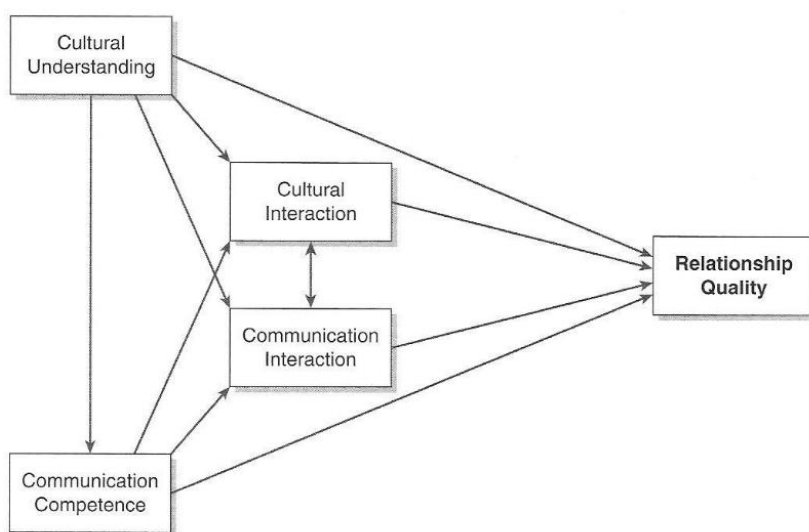 Cultural
Understanding
Cultural
Interaction
Relationship
Quality
Communication
Interaction
Communication
Competence